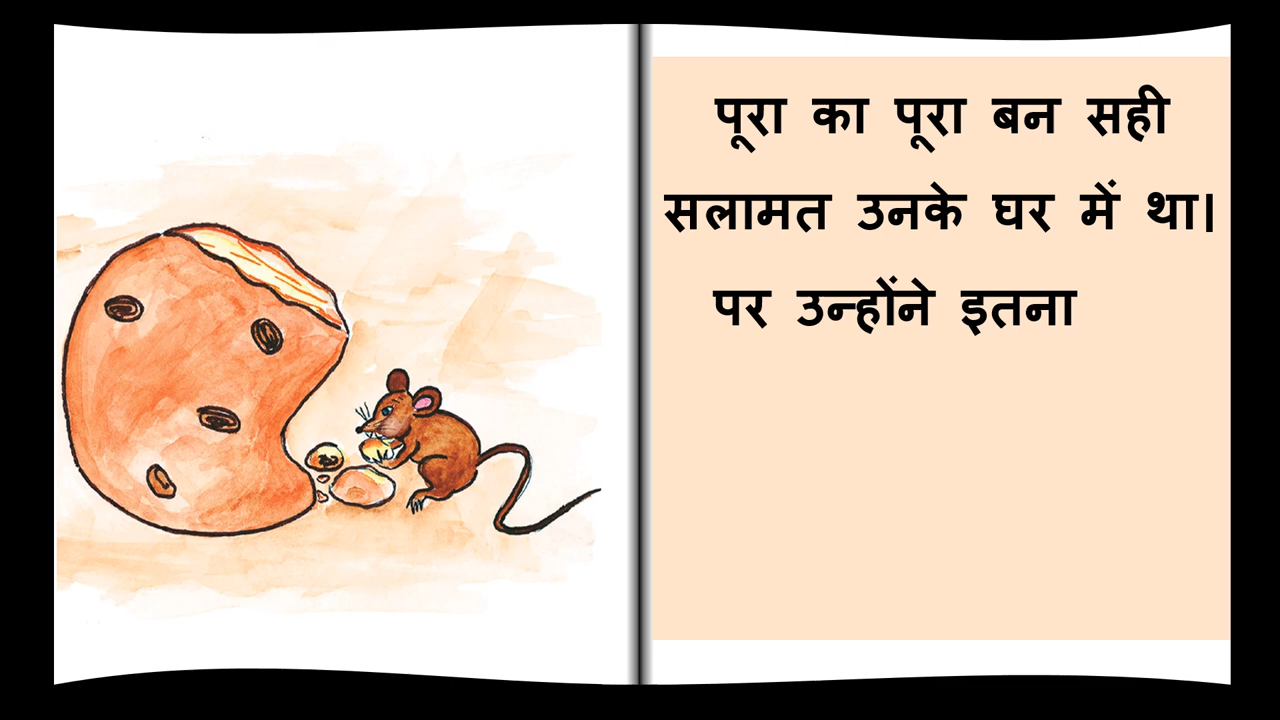 पूरा का पूरा बन सही
सलामत उनके घर में था।
पर उन्होंने इतना